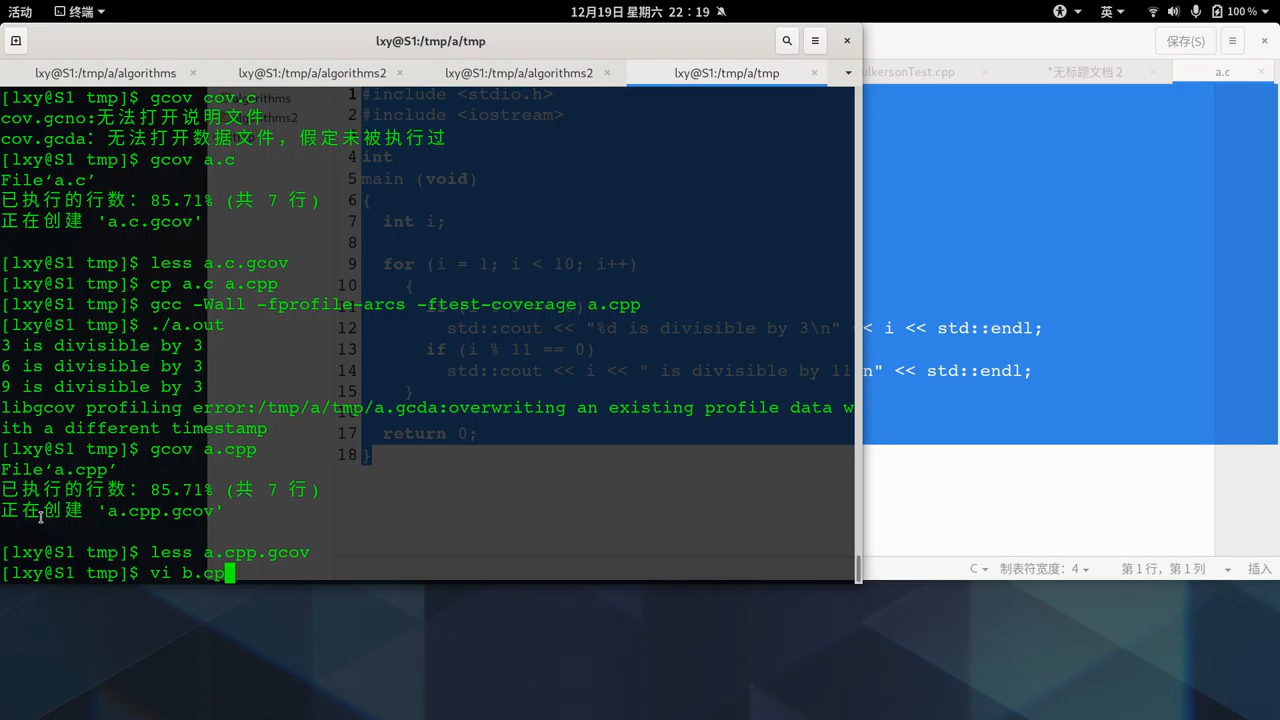 活动 终端 12月19日 星期六 22：19 英 100 %
lxy@S1:/tmp/a/tmp
保存(S)
lxy@S1:/tmp/a/algorithms × lxy@S1:/tmp/a/algorithms2 × lxy@S1:/tmp/a/algorithms2 × lxy@S1:/tmp/a/tmp ×
ulkersonTest.cpp × *无标题文档 2 × a.c ×
[lxy@S1 tmp]$ gcov cov.c
cov.gcno:无法打开说明文件
cov.gcda：无法打开数据文件，假定未被执行过
[lxy@S1 tmp]$ gcov a.c
File‘a.c’
已执行的行数：85.71% (共 7 行)
正在创建 'a.c.gcov'
[lxy@S1 tmp]$ less a.c.gcov
[lxy@S1 tmp]$ cp a.c a.cpp
[lxy@S1 tmp]$ gcc -Wall -fprofile-arcs -ftest-coverage a.cpp
[lxy@S1 tmp]$ ./a.out
3 is divisible by 3
6 is divisible by 3
9 is divisible by 3
libgcov profiling error:/tmp/a/tmp/a.gcda:overwriting an existing profile data w
ith a different timestamp
[lxy@S1 tmp]$ gcov a.cpp
File‘a.cpp’
已执行的行数：85.71% (共 7 行)
正在创建 'a.cpp.gcov'
[lxy@S1 tmp]$ less a.cpp.gcov
[lxy@S1 tmp]$ vi b.cp
algorithms
algorithms2
1 #include <stdio.h>
2 #include <iostream>
4 int
5 main (void)
6 {
7 int i;
8
9 for (i = 1; i < 10; i++)
10 {
12 std::cout << "%d is divisible by 3\n" << i << std::endl;
13 if (i % 11 == 0)
14 std::cout << i << " is divisible by 11\n" << std::endl;
15 }
17 return 0;
18 }
C 制表符宽度：4 第 1 行，第 1 列 插入